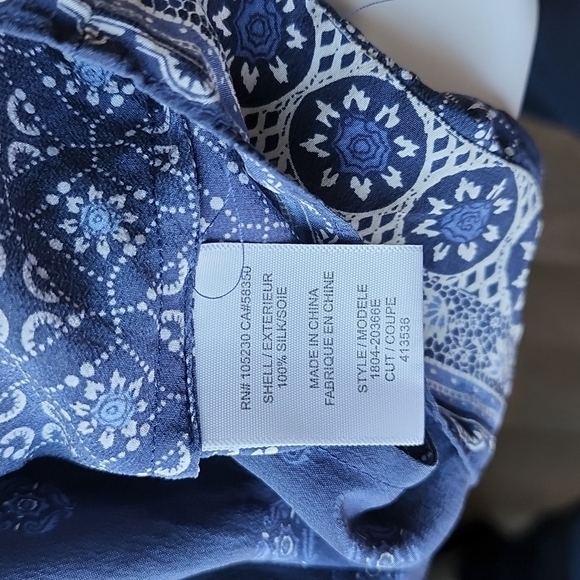 RN# 105230 CA#58350
SHELL / EXTERIEUR
100% SILK/SOIE
MADE IN CHINA
FABRIQUE EN CHINE
STYLE / MODELE
1804-20366E
CUT / COUPE
413536